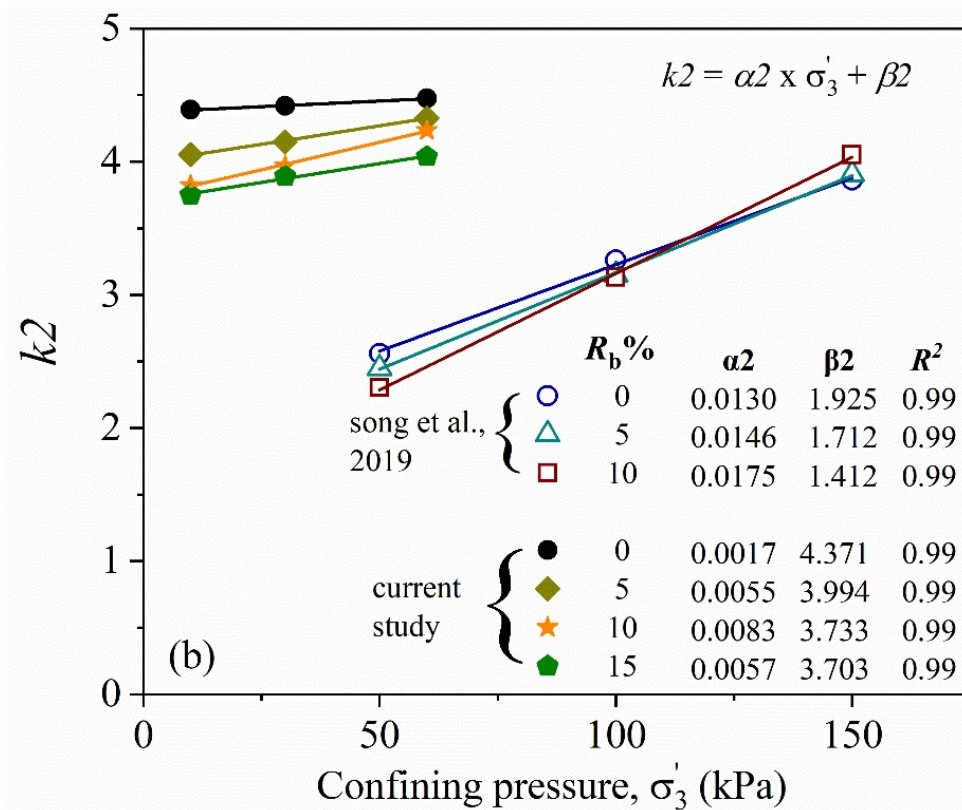 5
4
3
2
1
0
k2
k2 = α2 x σ3' + β2
Rb% α2 β2 R2
song et al.,
2019
0 0.0130 1.925 0.99
5 0.0146 1.712 0.99
10 0.0175 1.412 0.99
current
study
0 0.0017 4.371 0.99
5 0.0055 3.994 0.99
10 0.0083 3.733 0.99
15 0.0057 3.703 0.99
(b)
0 50 100 150
Confining pressure, σ3' (kPa)